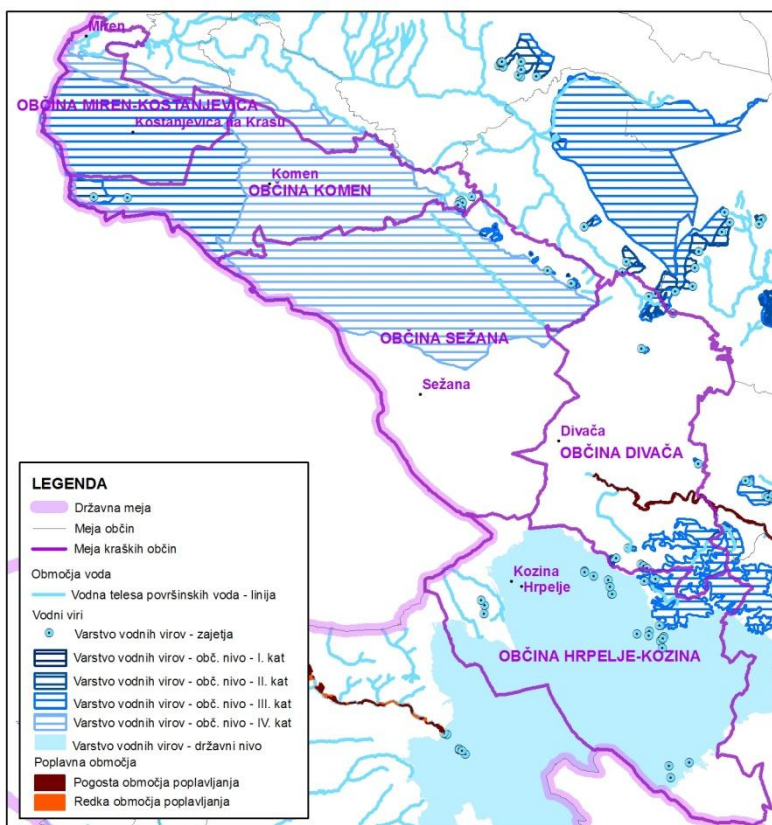 Miren
OBČINA MIREN-KOSTANJEVICA
Kostanjevica na Krasu
Komen
OBČINA KOMEN
OBČINA SEŽANA
Sežana
Divača
OBČINA DIVAČA
Kozina
Hrpelje
OBČINA HRPELJE-KOZINA
LEGENDA
Državna meja
Meja občin
Meja kraških občin
Območja voda
Vodna telesa površinskih voda - linija
Vodni viri
Varstvo vodnih virov - zajetja
Varstvo vodnih virov - obč. nivo - I. kat
Varstvo vodnih virov - obč. nivo - II. kat
Varstvo vodnih virov - obč. nivo - III. kat
Varstvo vodnih virov - obč. nivo - IV. kat
Varstvo vodnih virov - državni nivo
Poplavna območja
Pogosta območja poplavljanja
Redka območja poplavljanja